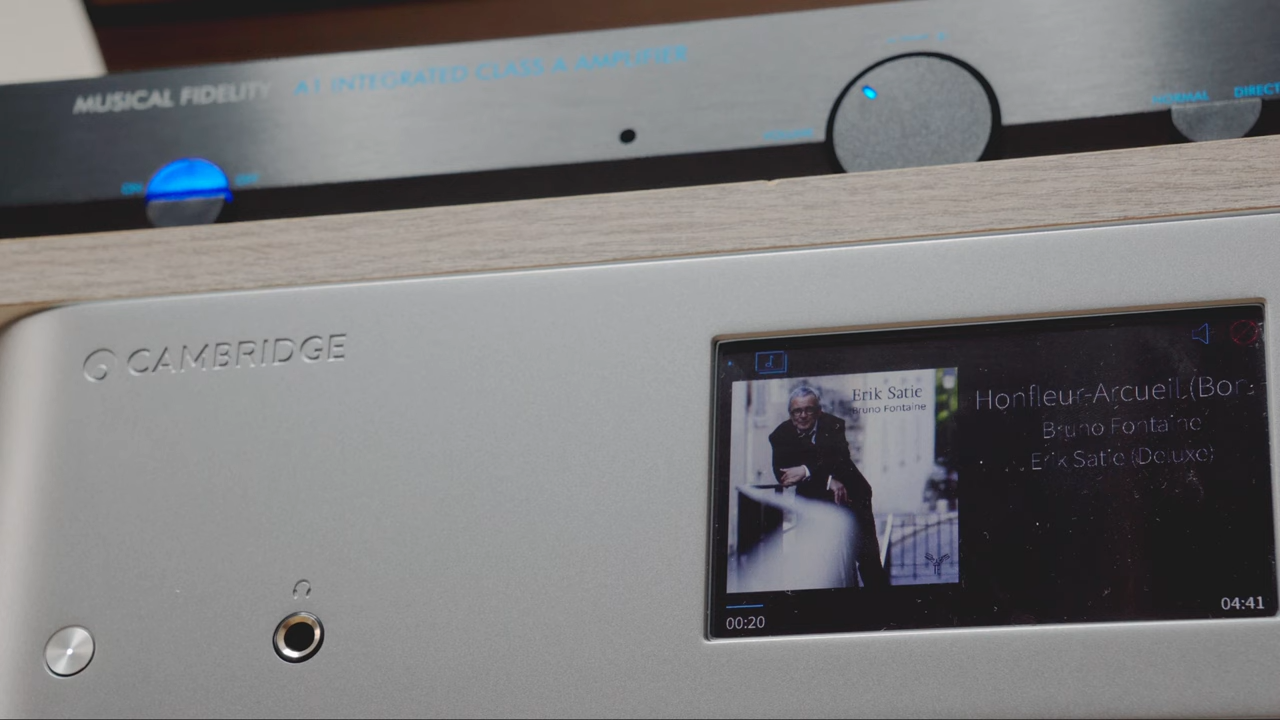 MUSICAL FIDELITY A1 INTEGRATED CLASS A AMPLIFIER
NORMAL DIRECT
CAMBRIDGE
Erik Satie
Bruno Fontaine
Honfleur-Arcueil (Bon
Bruno Fontaine
Erik Satie (Deluxe)
00:20
04:41